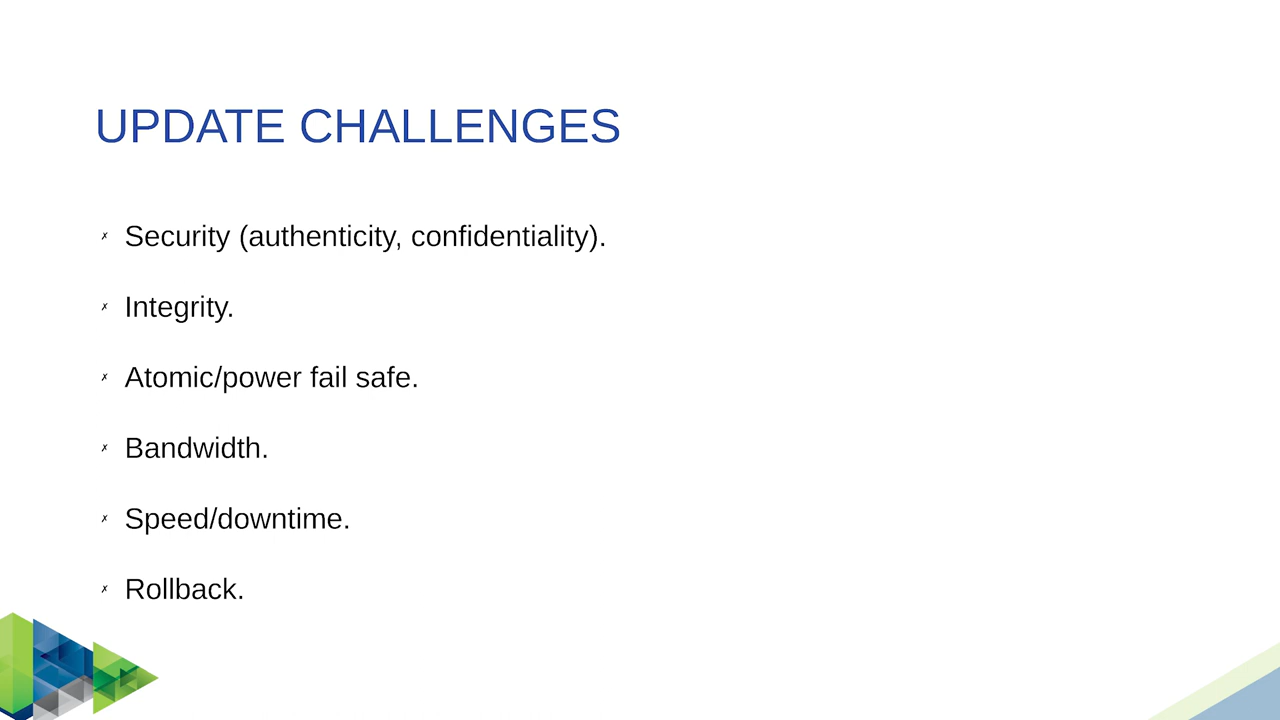 UPDATE CHALLENGES
✗ Security (authenticity, confidentiality).
✗ Integrity.
✗ Atomic/power fail safe.
✗ Bandwidth.
✗ Speed/downtime.
✗ Rollback.